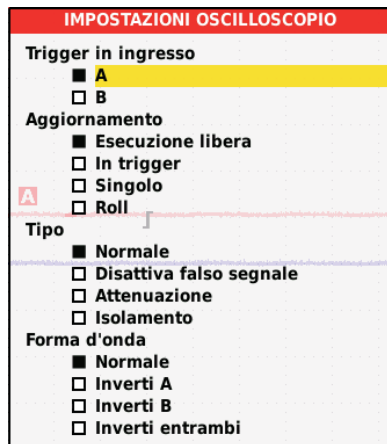 IMPOSTAZIONI OSCILLOSCOPIO
Trigger in ingresso
A
B
Aggiornamento
Esecuzione libera
In trigger
Singolo
A
Roll
Tipo
Normale
Disattiva falso segnale
Attenuazione
Isolamento
Forma d'onda
Normale
Inverti A
Inverti B
Inverti entrambi